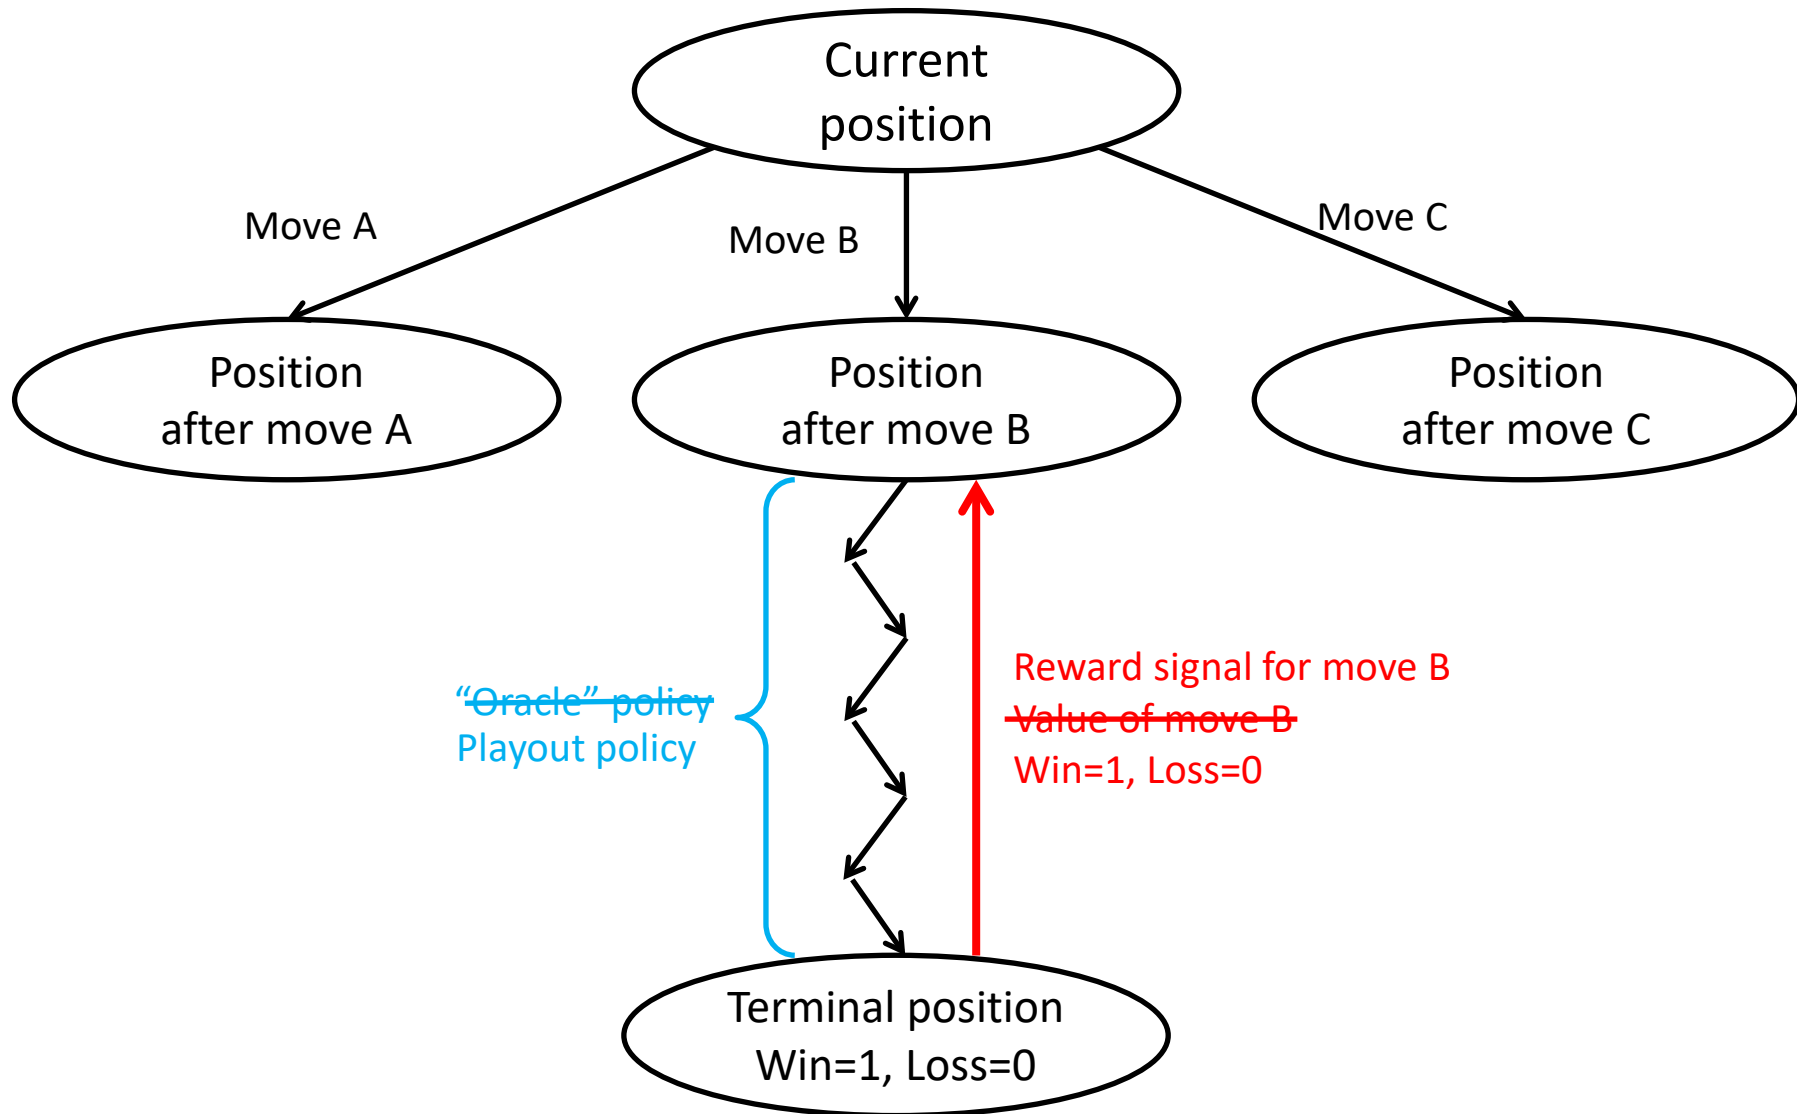 Current
position
Move A
Move B
Move C
Position
after move A
Position
after move B
Position
after move C
“Oracle” policy
Playout policy
Reward signal for move B
Value of move B
Win=1, Loss=0
Terminal position
Win=1, Loss=0